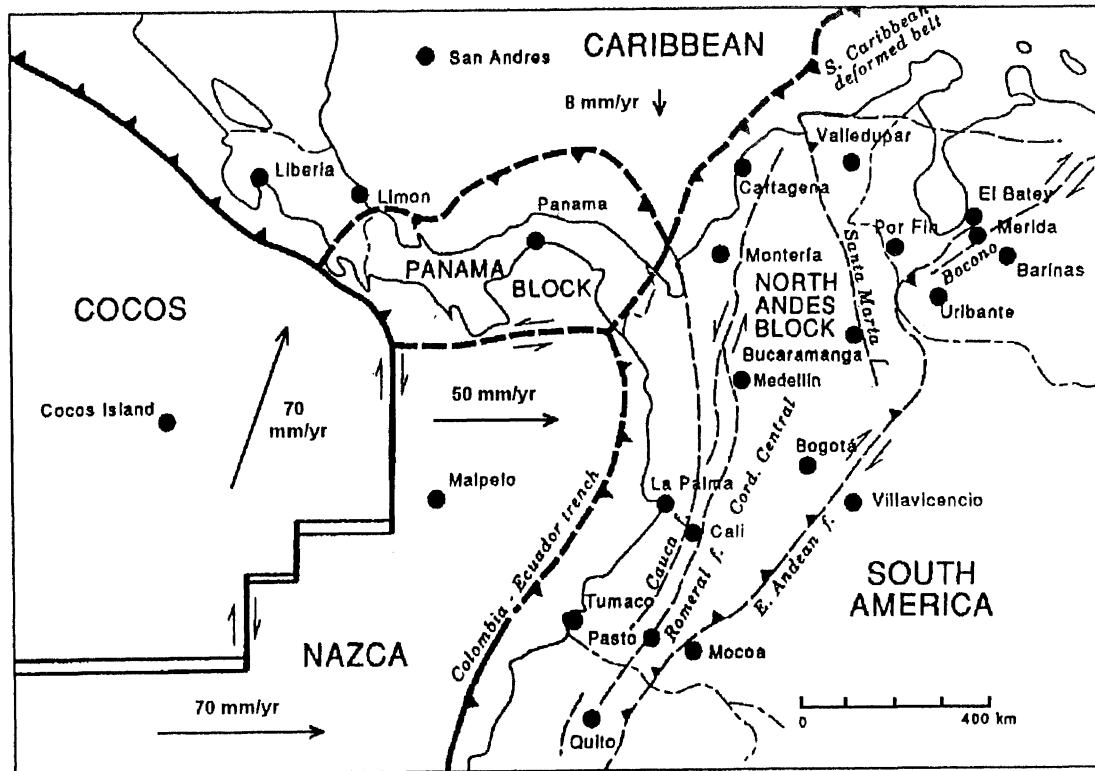 CARIBBEAN
San Andres
S. Caribbean
deformed belt
8 mm/yr
Valledupar
Liberia
Limon
Cartagena
El Batey
Panama
Por Fin
Merida
Santa Marta f.
Bocono
Barinas
PANAMA
BLOCK
Montería
NORTH
ANDES
BLOCK
Uribante
COCOS
Bucaramanga
Medellín
50 mm/yr
70
mm/yr
Cocos Island
Cord. Central
Bogotá
Malpelo
La Palma
Villavicencio
Cauca f.
Cali
Romeral f.
E. Andean f.
SOUTH
AMERICA
Colombia - Ecuador trench
Tumaco
Pasto
Mocoa
NAZCA
70 mm/yr
Quito
0
400 km